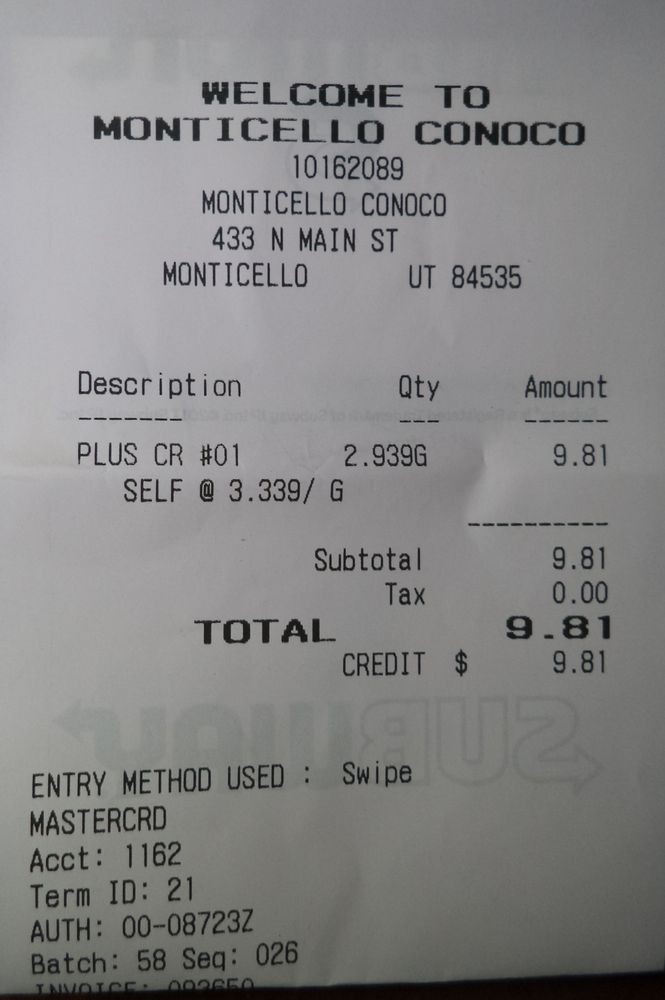 WELCOME TO
MONTICELLO CONOCO
10162089
MONTICELLO CONOCO
433 N MAIN ST
MONTICELLO UT 84535
Description Qty Amount
PLUS CR #01 2.939G 9.81
SELF @ 3.339/ G
Subtotal 9.81
Tax 0.00
TOTAL 9.81
CREDIT $ 9.81
SUBWAY
ENTRY METHOD USED : Swipe
MASTERCRD
Acct: 1162
Term ID: 21
AUTH: 00-08723Z
Batch: 58 Seq: 026
INVOICE: